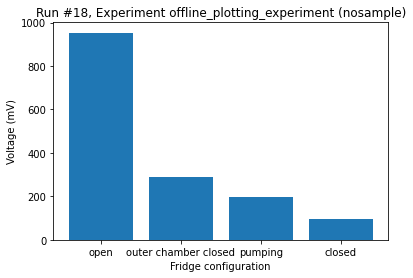 Run #18, Experiment offline_plotting_experiment (nosample)
1000
800
600
400
200
0
Voltage (mV)
open outer chamber closed pumping closed
Fridge configuration